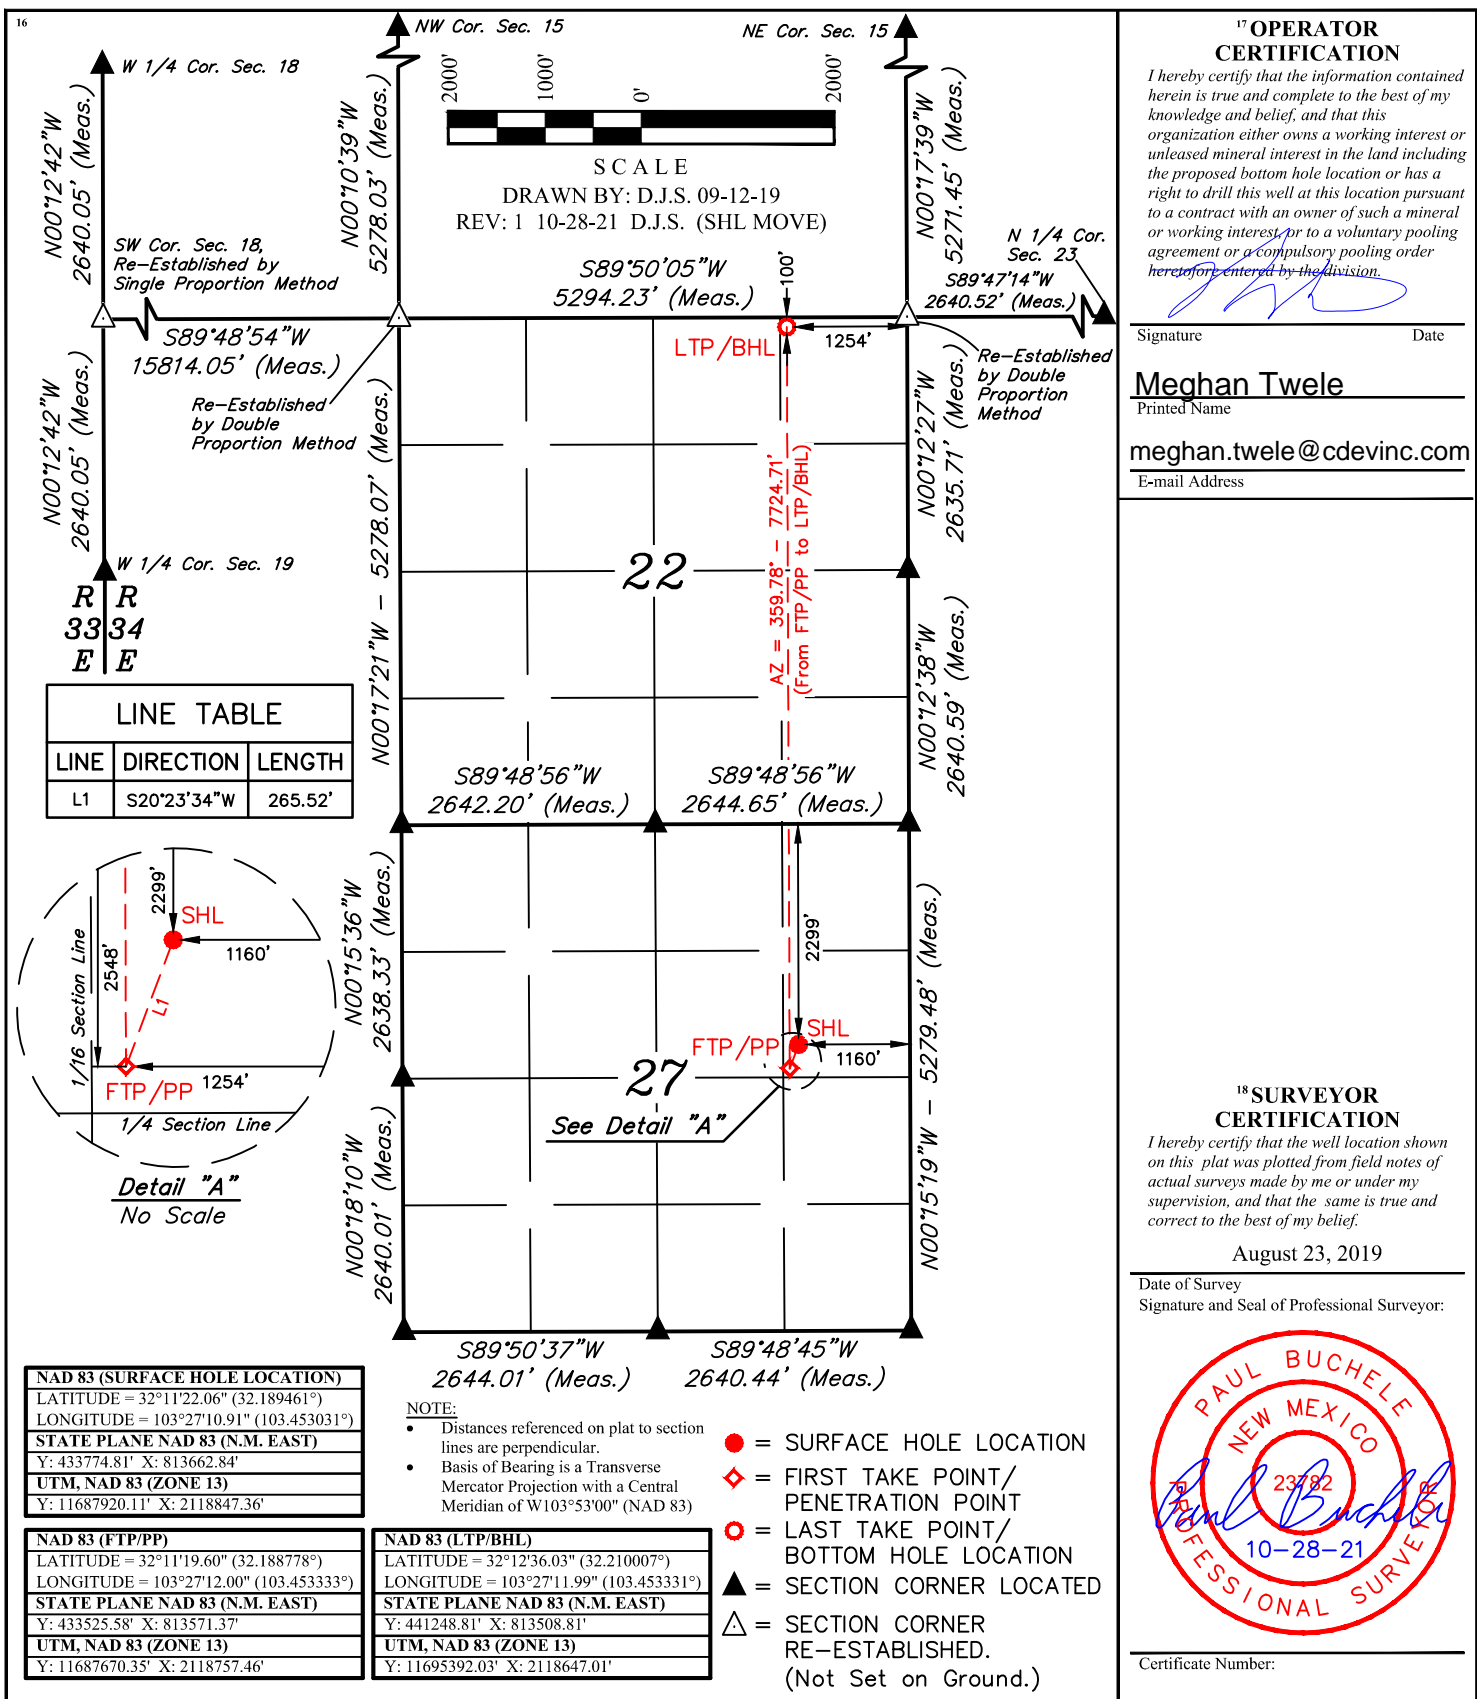 16
NW Cor. Sec. 15
NE Cor. Sec. 15
W 1/4 Cor. Sec. 18
2000'
1000'
0'
2000'
N00°12'42"W
2640.05' (Meas.)
N00°10'39"W
5278.03' (Meas.)
N00°17'39"W
5271.45' (Meas.)
SCALE
DRAWN BY: D.J.S. 09-12-19
REV: 1 10-28-21 D.J.S. (SHL MOVE)
SW Cor. Sec. 18,
Re-Established by
Single Proportion Method
N 1/4 Cor.
Sec. 23
S89°50'05"W
5294.23' (Meas.)
100'
S89°47'14"W
2640.52' (Meas.)
S89°48'54"W
15814.05' (Meas.)
LTP/BHL
1254'
Re-Established
by Double
Proportion Method
Re-Established
by Double
Proportion
Method
N00°12'42"W
2640.05' (Meas.)
N00°17'21"W - 5278.07' (Meas.)
N00°12'27"W
2635.71' (Meas.)
AZ = 359.78° - 7724.71'
(From FTP/PP to LTP/BHL)
W 1/4 Cor. Sec. 19
R R
33 34
E E
22
N00°12'38"W
2640.59' (Meas.)
LINE TABLE
LINE DIRECTION LENGTH
L1 S20°23'34"W 265.52'
S89°48'56"W
2642.20' (Meas.)
S89°48'56"W
2644.65' (Meas.)
2299'
SHL
1160'
2548'
1/16 Section Line
L1
FTP/PP
1254'
1/4 Section Line
Detail "A"
No Scale
N00°15'36"W
2638.33' (Meas.)
2299'
SHL
FTP/PP
1160'
27
See Detail "A"
N00°15'19"W - 5279.48' (Meas.)
N00°18'10"W
2640.01' (Meas.)
S89°50'37"W
2644.01' (Meas.)
S89°48'45"W
2640.44' (Meas.)
NAD 83 (SURFACE HOLE LOCATION)
LATITUDE = 32°11'22.06" (32.189461°)
LONGITUDE = 103°27'10.91" (103.453031°)
STATE PLANE NAD 83 (N.M. EAST)
Y: 433774.81' X: 813662.84'
UTM, NAD 83 (ZONE 13)
Y: 11687920.11' X: 2118847.36'
NAD 83 (FTP/PP)
LATITUDE = 32°11'19.60" (32.188778°)
LONGITUDE = 103°27'12.00" (103.453333°)
STATE PLANE NAD 83 (N.M. EAST)
Y: 433525.58' X: 813571.37'
UTM, NAD 83 (ZONE 13)
Y: 11687670.35' X: 2118757.46'
NAD 83 (LTP/BHL)
LATITUDE = 32°12'36.03" (32.210007°)
LONGITUDE = 103°27'11.99" (103.453331°)
STATE PLANE NAD 83 (N.M. EAST)
Y: 441248.81' X: 813508.81'
UTM, NAD 83 (ZONE 13)
Y: 11695392.03' X: 2118647.01'
NOTE:
• Distances referenced on plat to section
lines are perpendicular.
• Basis of Bearing is a Transverse
Mercator Projection with a Central
Meridian of W103°53'00" (NAD 83)
= SURFACE HOLE LOCATION
= FIRST TAKE POINT/
PENETRATION POINT
= LAST TAKE POINT/
BOTTOM HOLE LOCATION
= SECTION CORNER LOCATED
= SECTION CORNER
RE-ESTABLISHED.
(Not Set on Ground.)
17 OPERATOR
CERTIFICATION
I hereby certify that the information contained
herein is true and complete to the best of my
knowledge and belief, and that this
organization either owns a working interest or
unleased mineral interest in the land including
the proposed bottom hole location or has a
right to drill this well at this location pursuant
to a contract with an owner of such a mineral
or working interest, or to a voluntary pooling
agreement or a compulsory pooling order
heretofore entered by the division.
Signature Date
Meghan Twele
Printed Name
meghan.twele@cdevinc.com
E-mail Address
18 SURVEYOR
CERTIFICATION
I hereby certify that the well location shown
on this plat was plotted from field notes of
actual surveys made by me or under my
supervision, and that the same is true and
correct to the best of my belief.
August 23, 2019
Date of Survey
Signature and Seal of Professional Surveyor:
PAUL BUCHELE
NEW MEXICO
23782
Paul Buchele
10-28-21
PROFESSIONAL SURVEYOR
Certificate Number: